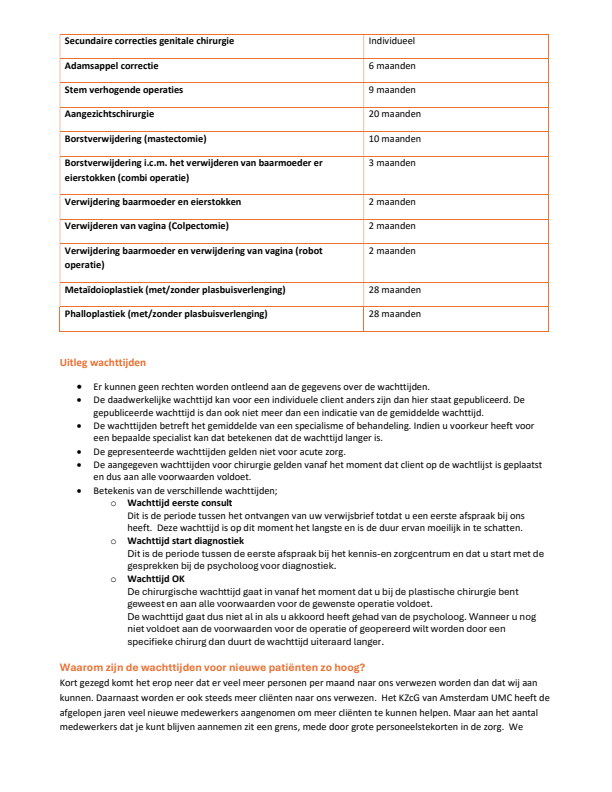 Secundaire correcties genitale chirurgie Individueel
Adamsappel correctie 6 maanden
Stem verhogende operaties 9 maanden
Aangezichtschirurgie 20 maanden
Borstverwijdering (mastectomie) 10 maanden
Borstverwijdering i.c.m. het verwijderen van baarmoeder er 3 maanden
eierstokken (combi operatie)
Verwijdering baarmoeder en eierstokken 2 maanden
Verwijderen van vagina (Colpectomie) 2 maanden
Verwijdering baarmoeder en verwijdering van vagina (robot 2 maanden
operatie)
Metaïdoioplastiek (met/zonder plasbuisverlenging) 28 maanden
Phalloplastiek (met/zonder plasbuisverlenging) 28 maanden
Uitleg wachttijden
• Er kunnen geen rechten worden ontleend aan de gegevens over de wachttijden.
• De daadwerkelijke wachttijd kan voor een individuele client anders zijn dan hier staat gepubliceerd. De
gepubliceerde wachttijd is dan ook niet meer dan een indicatie van de gemiddelde wachttijd.
• De wachttijden betreft het gemiddelde van een specialisme of behandeling. Indien u voorkeur heeft voor
een bepaalde specialist kan dat betekenen dat de wachttijd langer is.
• De gepresenteerde wachttijden gelden niet voor acute zorg.
• De aangegeven wachttijden voor chirurgie gelden vanaf het moment dat client op de wachtlijst is geplaatst
en dus aan alle voorwaarden voldoet.
• Betekenis van de verschillende wachttijden;
o Wachttijd eerste consult
Dit is de periode tussen het ontvangen van uw verwijsbrief totdat u een eerste afspraak bij ons
heeft. Deze wachttijd is op dit moment het langste en is de duur ervan moeilijk in te schatten.
o Wachttijd start diagnostiek
Dit is de periode tussen de eerste afspraak bij het kennis-en zorgcentrum en dat u start met de
gesprekken bij de psycholoog voor diagnostiek.
o Wachttijd OK
De chirurgische wachttijd gaat in vanaf het moment dat u bij de plastische chirurgie bent
geweest en aan alle voorwaarden voor de gewenste operatie voldoet.
De wachttijd gaat dus niet al in als u akkoord heeft gehad van de psycholoog. Wanneer u nog
niet voldoet aan de voorwaarden voor de operatie of geopereerd wilt worden door een
specifieke chirurg dan duurt de wachttijd uiteraard langer.
Waarom zijn de wachttijden voor nieuwe patiënten zo hoog?
Kort gezegd komt het erop neer dat er veel meer personen per maand naar ons verwezen worden dan dat wij aan
kunnen. Daarnaast worden er ook steeds meer cliënten naar ons verwezen. Het KZcG van Amsterdam UMC heeft de
afgelopen jaren veel nieuwe medewerkers aangenomen om meer cliënten te kunnen helpen. Maar aan het aantal
medewerkers dat je kunt blijven aannemen zit een grens, mede door grote personeelstekorten in de zorg. We